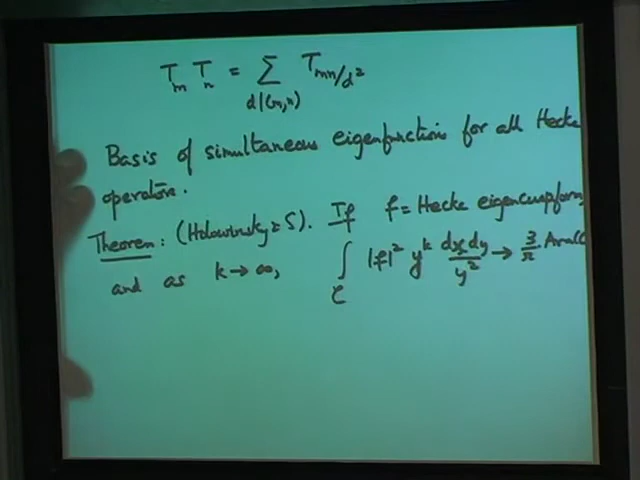 T_m T_n = Σ_{d|(m,n)} T_{mn/d²}
Basis of simultaneous eigenfunctions for all Hecke
operators.
Theorem: (Holowinsky & S). If f = Hecke eigencuspform
and as k → ∞, ∫_C |f|² y^k dx dy / y² → 3/π · Area(C